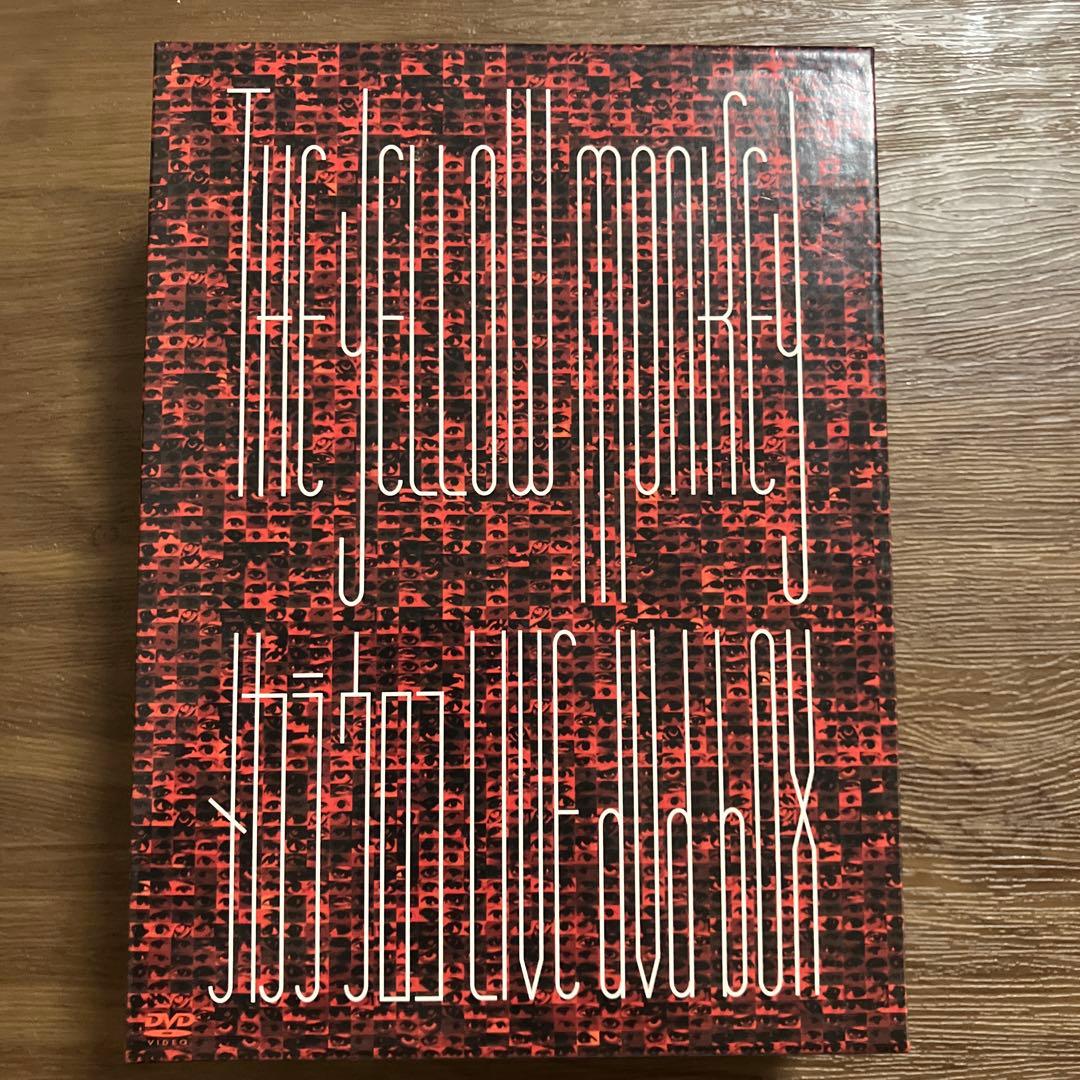 THE YELLOW MONKEY
メカラ ウロコ LIVE dvd box
DVD
VIDEO